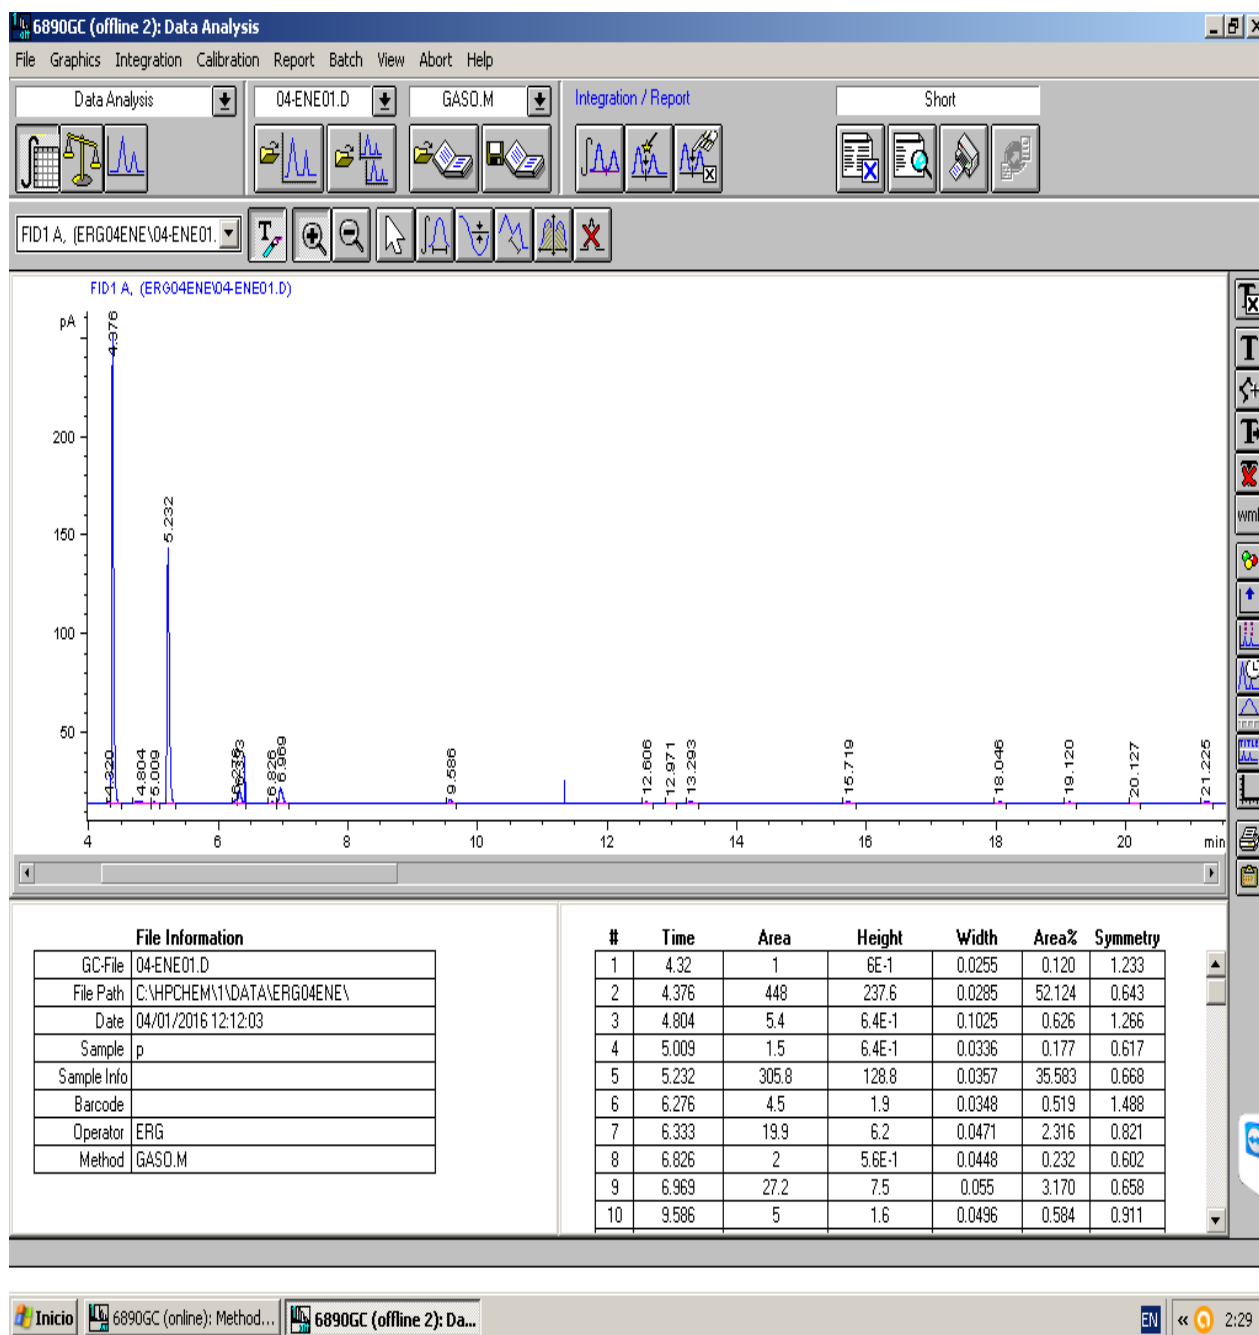 6890GC (offline 2): Data Analysis
File Graphics Integration Calibration Report Batch View Abort Help
Data Analysis 04-ENE01.D GASO.M Integration / Report Short
FID1 A, (ERG04ENE\04-ENE01.
FID1 A, (ERG04ENE\04-ENE01.D)
pA
4.376
200
5.232
150
100
50
4.320
4.804
5.009
6.276
6.826
6.969
9.586
12.606
12.971
13.293
15.719
18.046
19.120
20.127
21.225
4 6 8 10 12 14 16 18 20 min
File Information
GC-File 04-ENE01.D
File Path C:\HPCHEM\1\DATA\ERG04ENE\
Date 04/01/2016 12:12:03
Sample p
Sample Info
Barcode
Operator ERG
Method GASO.M
# Time Area Height Width Area% Symmetry
1 4.32 1 6E-1 0.0255 0.120 1.233
2 4.376 448 237.6 0.0285 52.124 0.643
3 4.804 5.4 6.4E-1 0.1025 0.626 1.266
4 5.009 1.5 6.4E-1 0.0336 0.177 0.617
5 5.232 305.8 128.8 0.0357 35.583 0.668
6 6.276 4.5 1.9 0.0348 0.519 1.488
7 6.333 19.9 6.2 0.0471 2.316 0.821
8 6.826 2 5.6E-1 0.0448 0.232 0.602
9 6.969 27.2 7.5 0.055 3.170 0.658
10 9.586 5 1.6 0.0496 0.584 0.911
Inicio 6890GC (online): Method... 6890GC (offline 2): Da... EN « 2:29